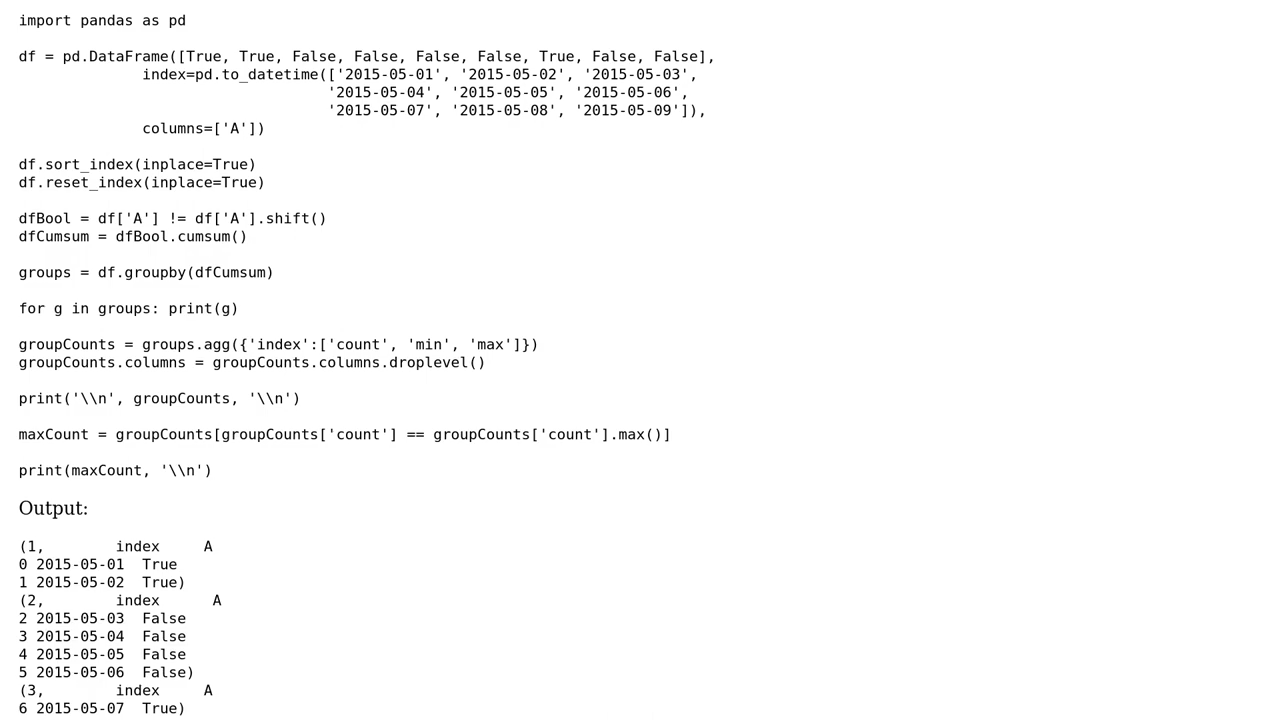 import pandas as pd
df = pd.DataFrame([True, True, False, False, False, False, True, False, False],
index=pd.to_datetime(['2015-05-01', '2015-05-02', '2015-05-03',
'2015-05-04', '2015-05-05', '2015-05-06',
'2015-05-07', '2015-05-08', '2015-05-09']),
columns=['A'])
df.sort_index(inplace=True)
df.reset_index(inplace=True)
dfBool = df['A'] != df['A'].shift()
dfCumsum = dfBool.cumsum()
groups = df.groupby(dfCumsum)
for g in groups: print(g)
groupCounts = groups.agg({'index':['count', 'min', 'max']})
groupCounts.columns = groupCounts.columns.droplevel()
print('\\n', groupCounts, '\\n')
maxCount = groupCounts[groupCounts['count'] == groupCounts['count'].max()]
print(maxCount, '\\n')
Output:
(1,        index     A
0 2015-05-01  True
1 2015-05-02  True)
(2,        index      A
2 2015-05-03  False
3 2015-05-04  False
4 2015-05-05  False
5 2015-05-06  False)
(3,        index     A
6 2015-05-07  True)